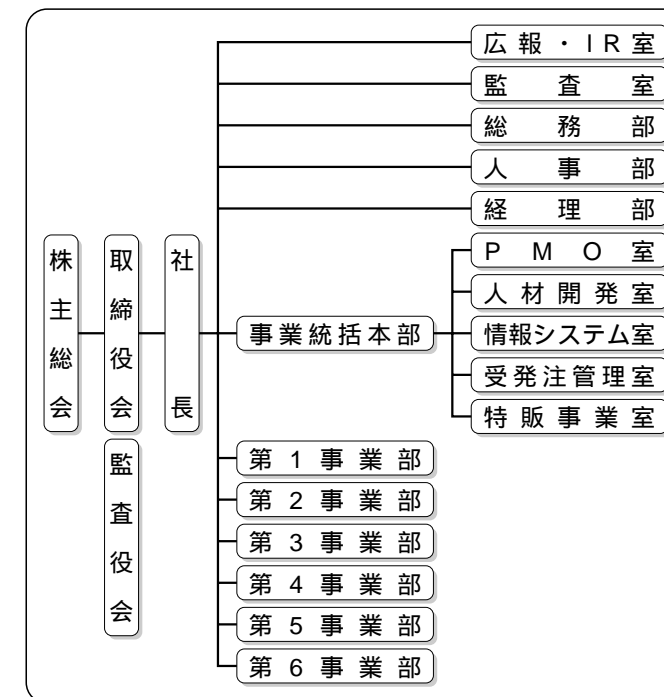 広報・IR室
監査室
総務部
人事部
経理部
株主総会
取締役会
社長
事業統括本部
PMO室
人材開発室
情報システム室
受発注管理室
特販事業室
監査役会
第1事業部
第2事業部
第3事業部
第4事業部
第5事業部
第6事業部